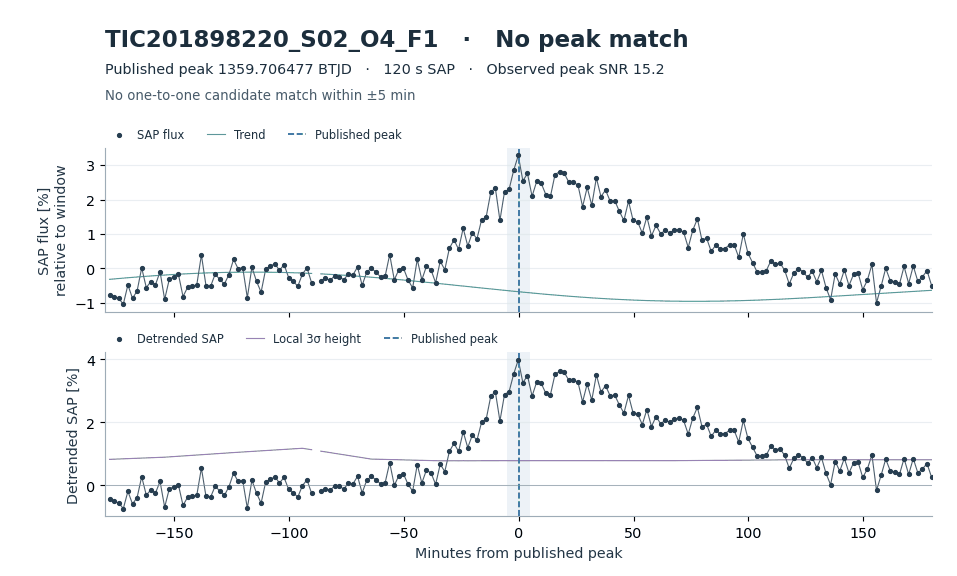 TIC201898220_S02_O4_F1 · No peak match
Published peak 1359.706477 BTJD · 120 s SAP · Observed peak SNR 15.2
No one-to-one candidate match within ±5 min
SAP flux Trend Published peak
SAP flux [%]
relative to window
3
2
1
0
−1
Detrended SAP Local 3σ height Published peak
Detrended SAP [%]
4
2
0
−150 −100 −50 0 50 100 150
Minutes from published peak